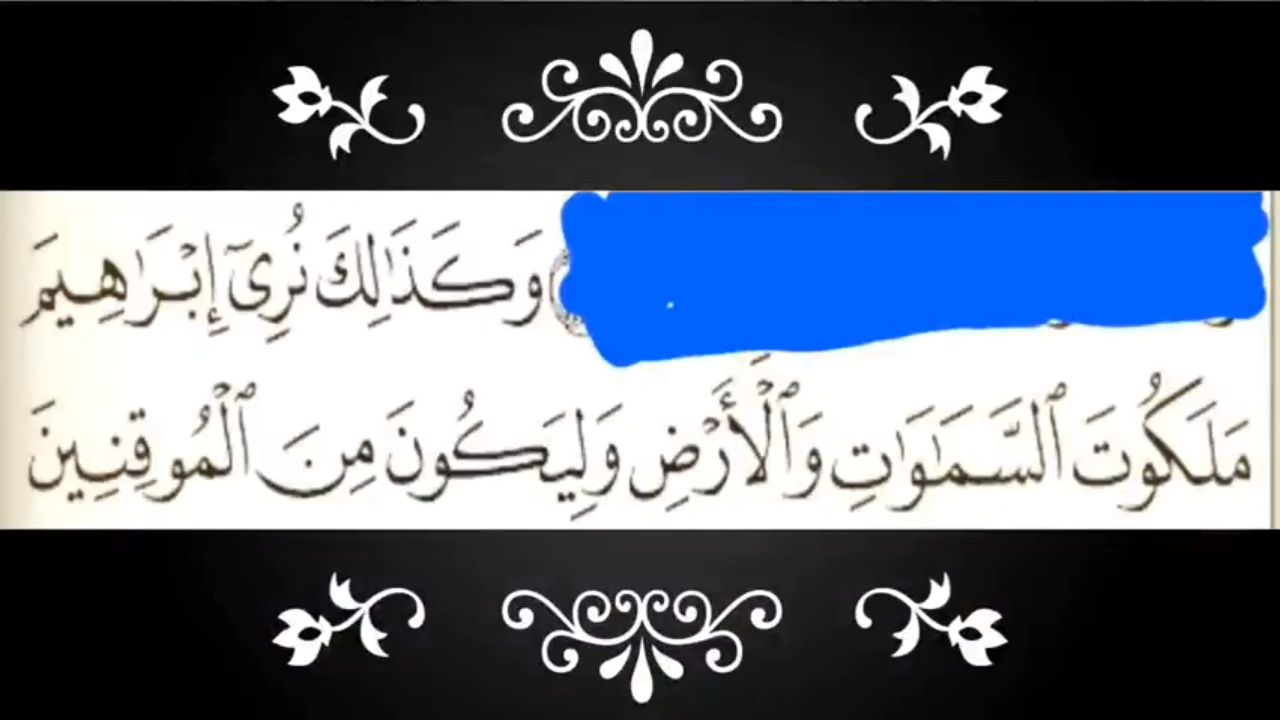 وَكَذَٰلِكَ نُرِىٓ إِبْرَٰهِيمَ
مَلَكُوتَ ٱلسَّمَٰوَٰتِ وَٱلْأَرْضِ وَلِيَكُونَ مِنَ ٱلْمُوقِنِينَ